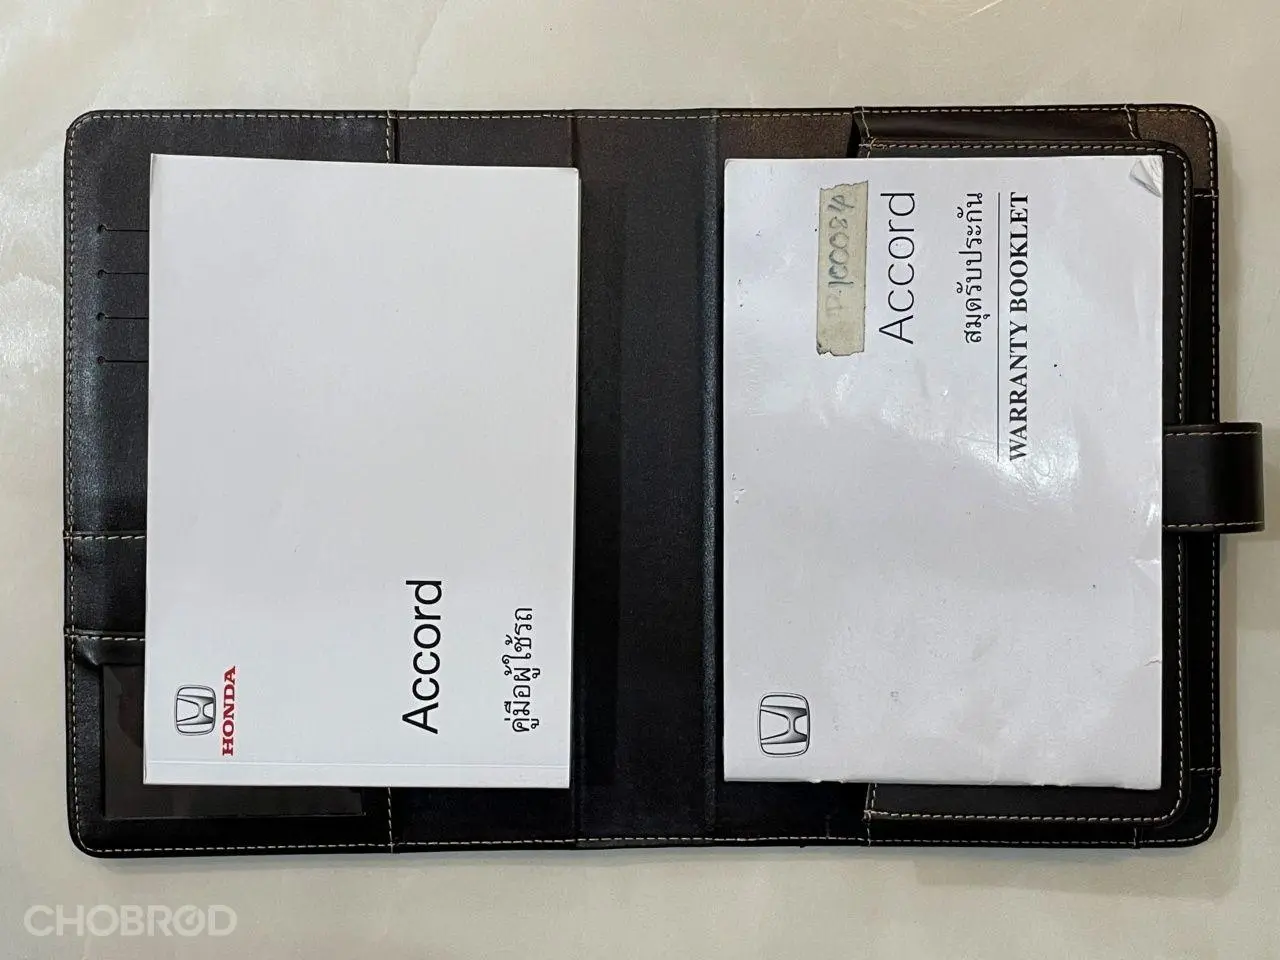 HONDA
Accord
คู่มือผู้ใช้รถ
P.100084
Accord
สมุดรับประกัน
WARRANTY BOOKLET
CHOBROD